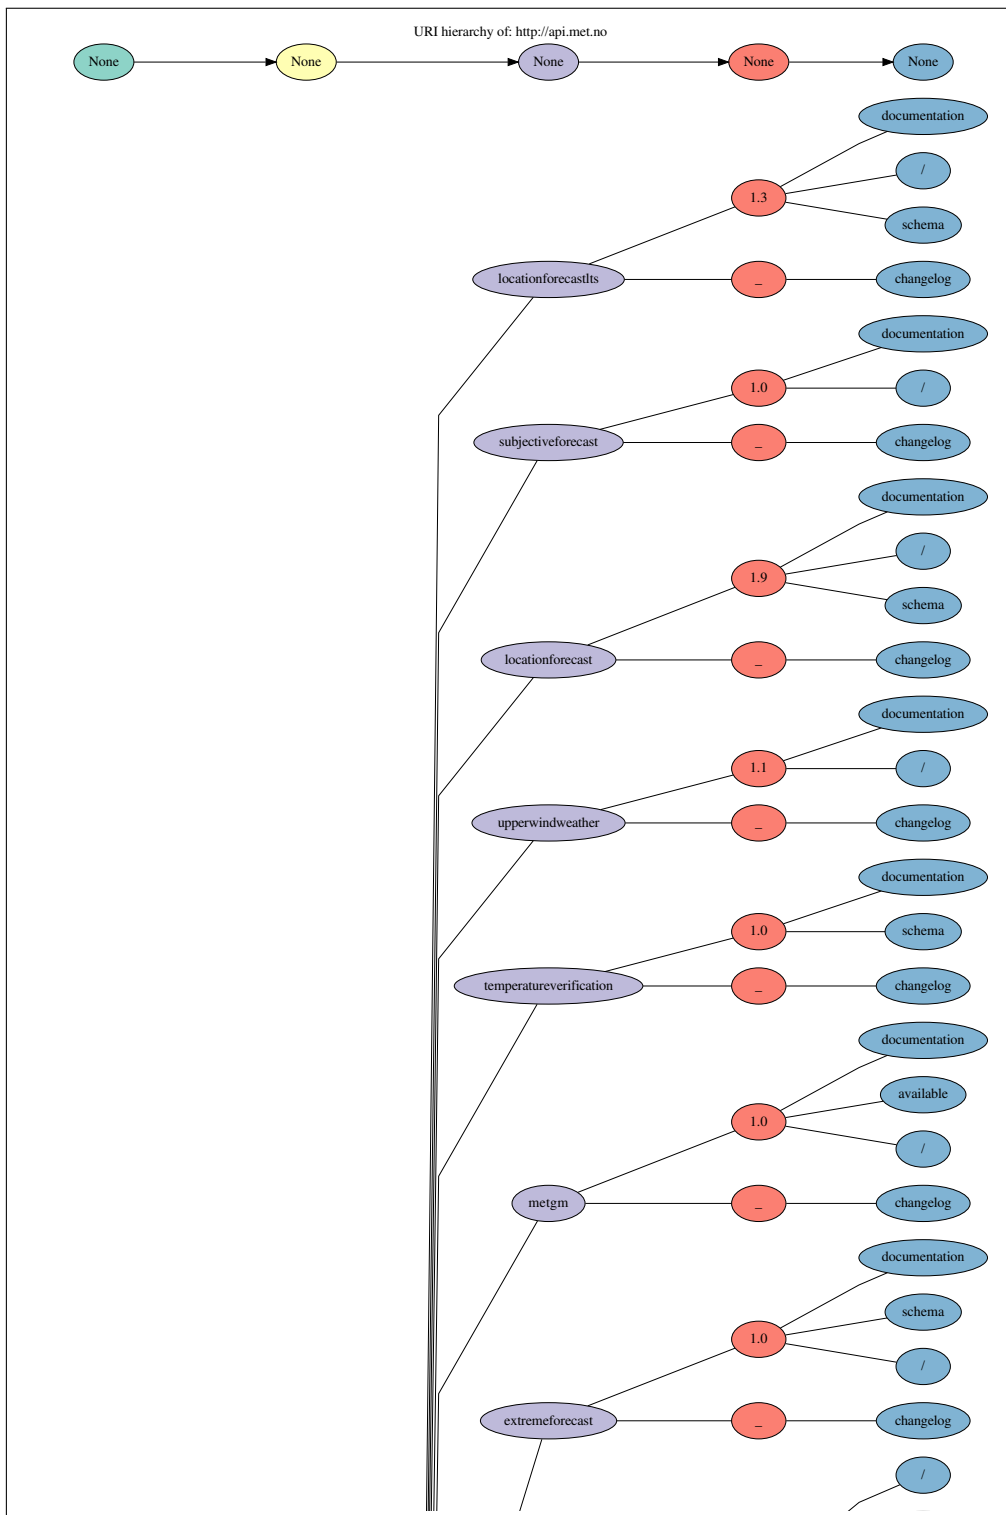 URI hierarchy of: http://api.met.no
None None None None None
documentation
/
1.3
schema
locationforecastlts _ changelog
documentation
1.0 /
subjectiveforecast _ changelog
documentation
/
1.9
schema
locationforecast _ changelog
documentation
1.1 /
upperwindweather _ changelog
documentation
1.0 schema
temperatureverification _ changelog
documentation
available
1.0
/
metgm _ changelog
documentation
schema
1.0
/
extremeforecast _ changelog
/